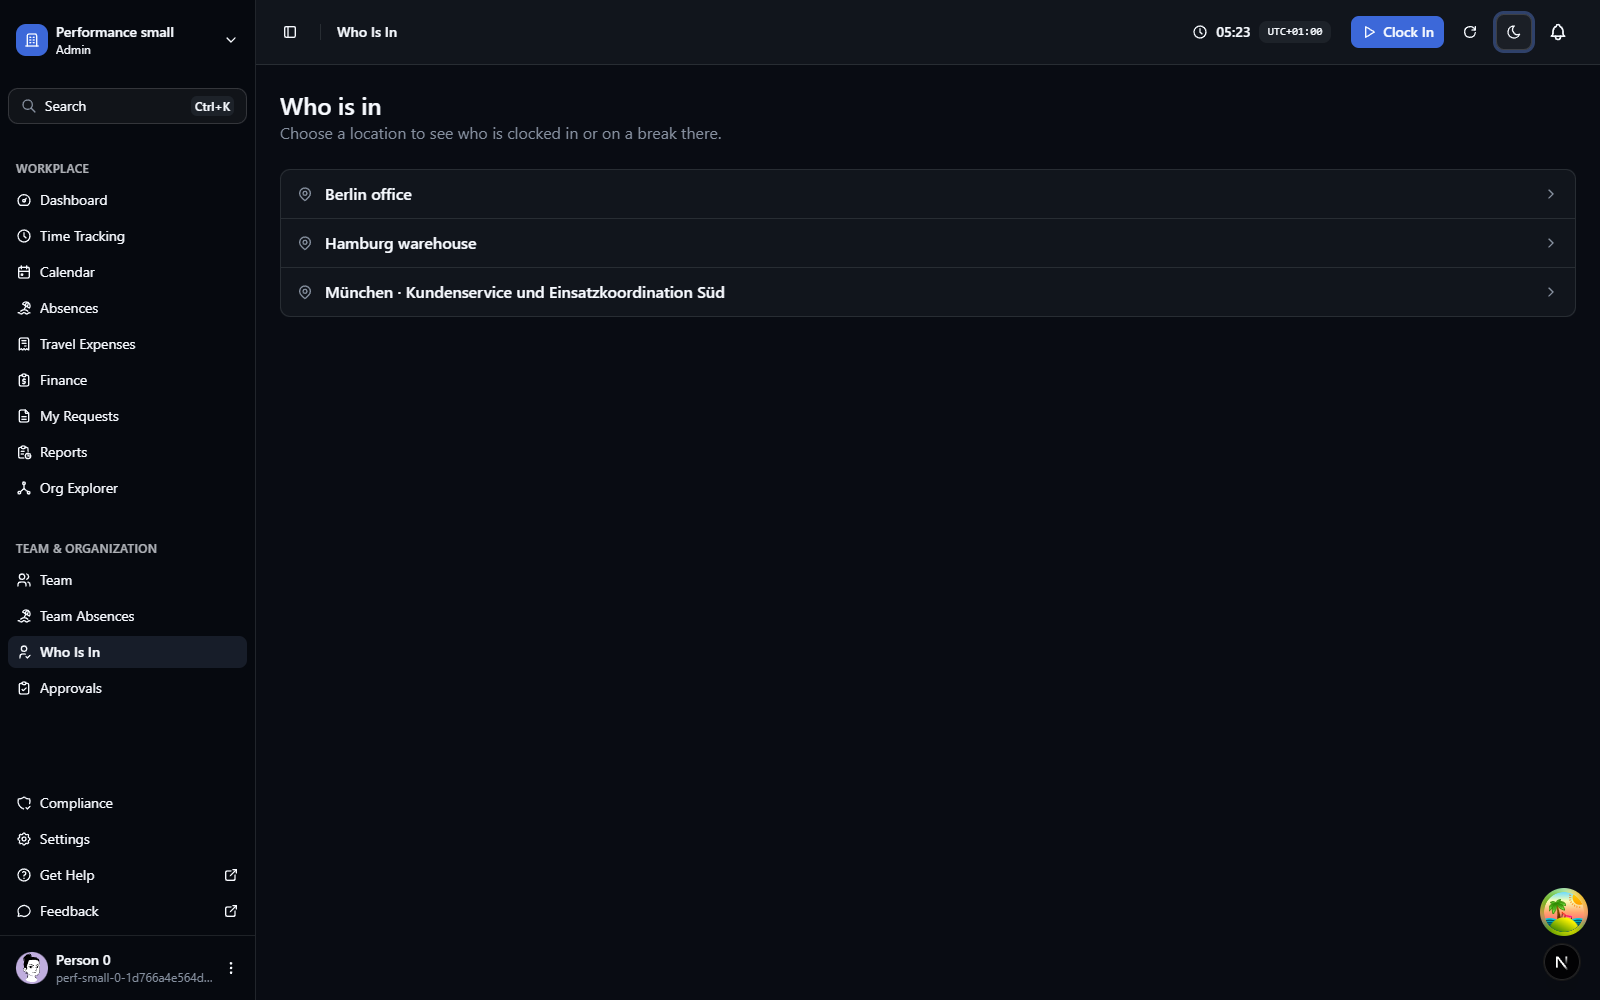 Performance small
Admin
Search
Ctrl+K
WORKPLACE
Dashboard
Time Tracking
Calendar
Absences
Travel Expenses
Finance
My Requests
Reports
Org Explorer
TEAM & ORGANIZATION
Team
Team Absences
Who Is In
Approvals
Compliance
Settings
Get Help
Feedback
Person 0
perf-small-0-1d766a4e564d...
Who Is In
05:23
UTC+01:00
Clock In
Who is in
Choose a location to see who is clocked in or on a break there.
Berlin office
Hamburg warehouse
München · Kundenservice und Einsatzkoordination Süd
N